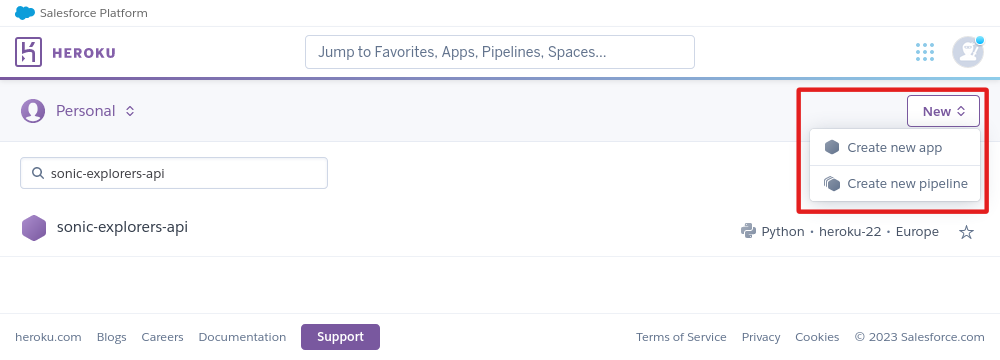 Salesforce Platform
HEROKU
Jump to Favorites, Apps, Pipelines, Spaces...
Personal
New
Create new app
Create new pipeline
sonic-explorers-api
sonic-explorers-api
Python · heroku-22 · Europe
heroku.com Blogs Careers Documentation Support Terms of Service Privacy Cookies © 2023 Salesforce.com